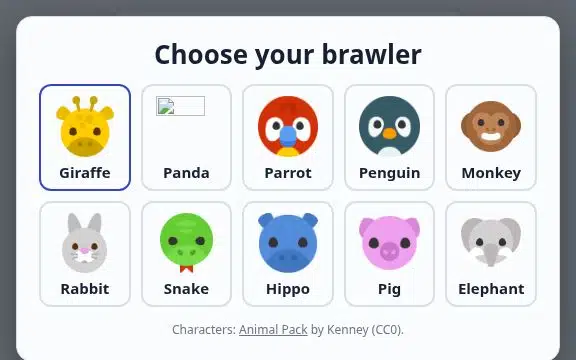 Choose your brawler
Giraffe Panda Parrot Penguin Monkey
Rabbit Snake Hippo Pig Elephant
Characters: Animal Pack by Kenney (CC0).